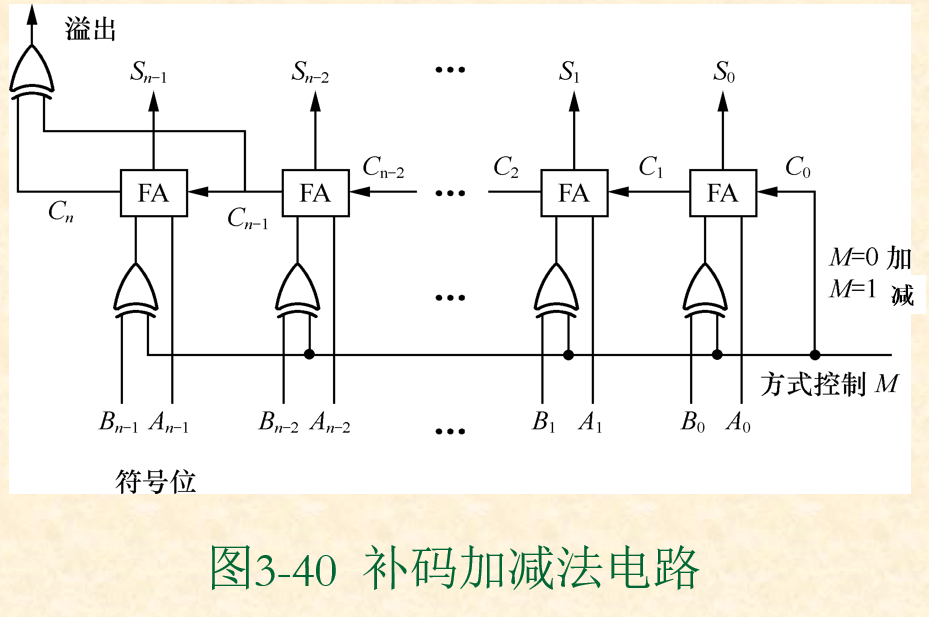 溢出
Sn−1 Sn−2 ••• S1 S0
Cn−2 C2 C1 C0
FA FA ••• FA FA
Cn Cn−1
M=0 加
••• M=1 减
方式控制 M
Bn−1 An−1 Bn−2 An−2 ••• B1 A1 B0 A0
符号位
图3-40 补码加减法电路